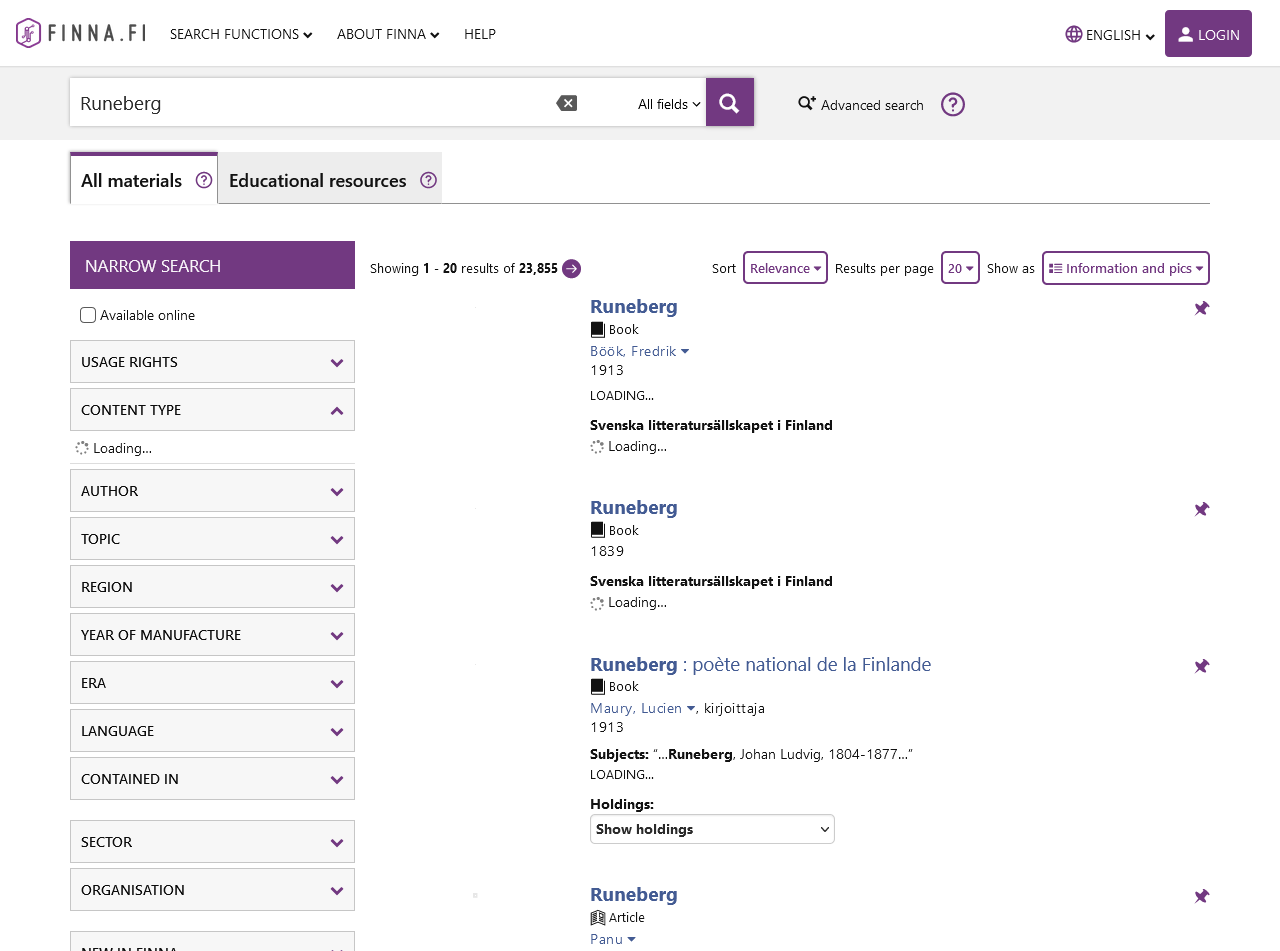 FINNA.FI SEARCH FUNCTIONS ABOUT FINNA HELP ENGLISH LOGIN
Runeberg All fields Advanced search
All materials Educational resources
NARROW SEARCH
Available online
USAGE RIGHTS
CONTENT TYPE
Loading...
AUTHOR
TOPIC
REGION
YEAR OF MANUFACTURE
ERA
LANGUAGE
CONTAINED IN
SECTOR
ORGANISATION
NEW IN FINNA
Showing 1 - 20 results of 23,855 Sort Relevance Results per page 20 Show as Information and pics
Runeberg
Book
Böök, Fredrik
1913
LOADING...
Svenska litteratursällskapet i Finland
Loading...
Runeberg
Book
1839
Svenska litteratursällskapet i Finland
Loading...
Runeberg : poète national de la Finlande
Book
Maury, Lucien , kirjoittaja
1913
Subjects: “...Runeberg, Johan Ludvig, 1804-1877...”
LOADING...
Holdings:
Show holdings
Runeberg
Article
Panu